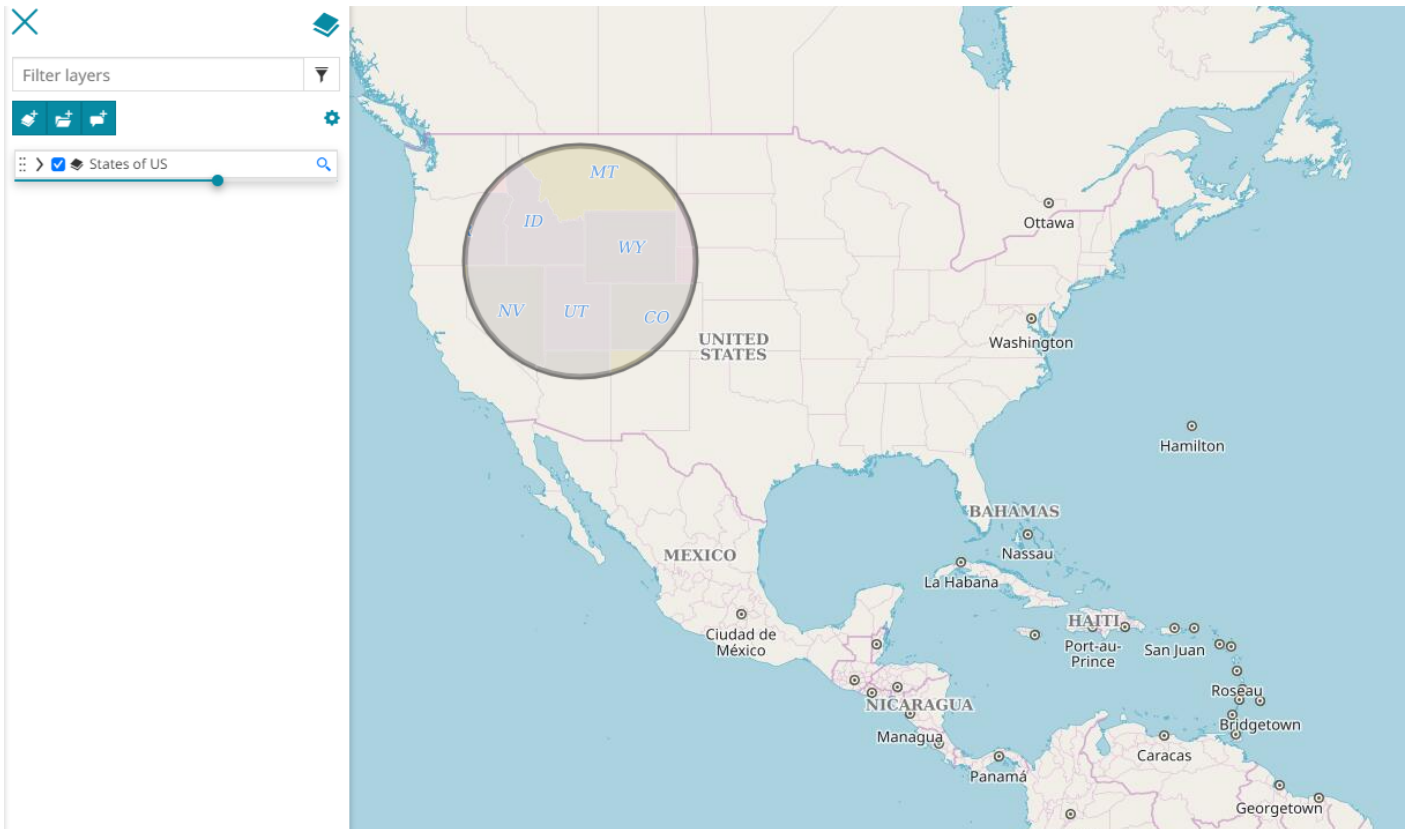 Filter layers
States of US
MT
ID
WY
NV
UT
CO
Ottawa
UNITED
STATES
Washington
Hamilton
BAHAMAS
Nassau
MEXICO
La Habana
Ciudad de
México
HAITI
Port-au-
Prince
San Juan
Roseau
NICARAGUA
Bridgetown
Managua
Caracas
Panamá
Georgetown